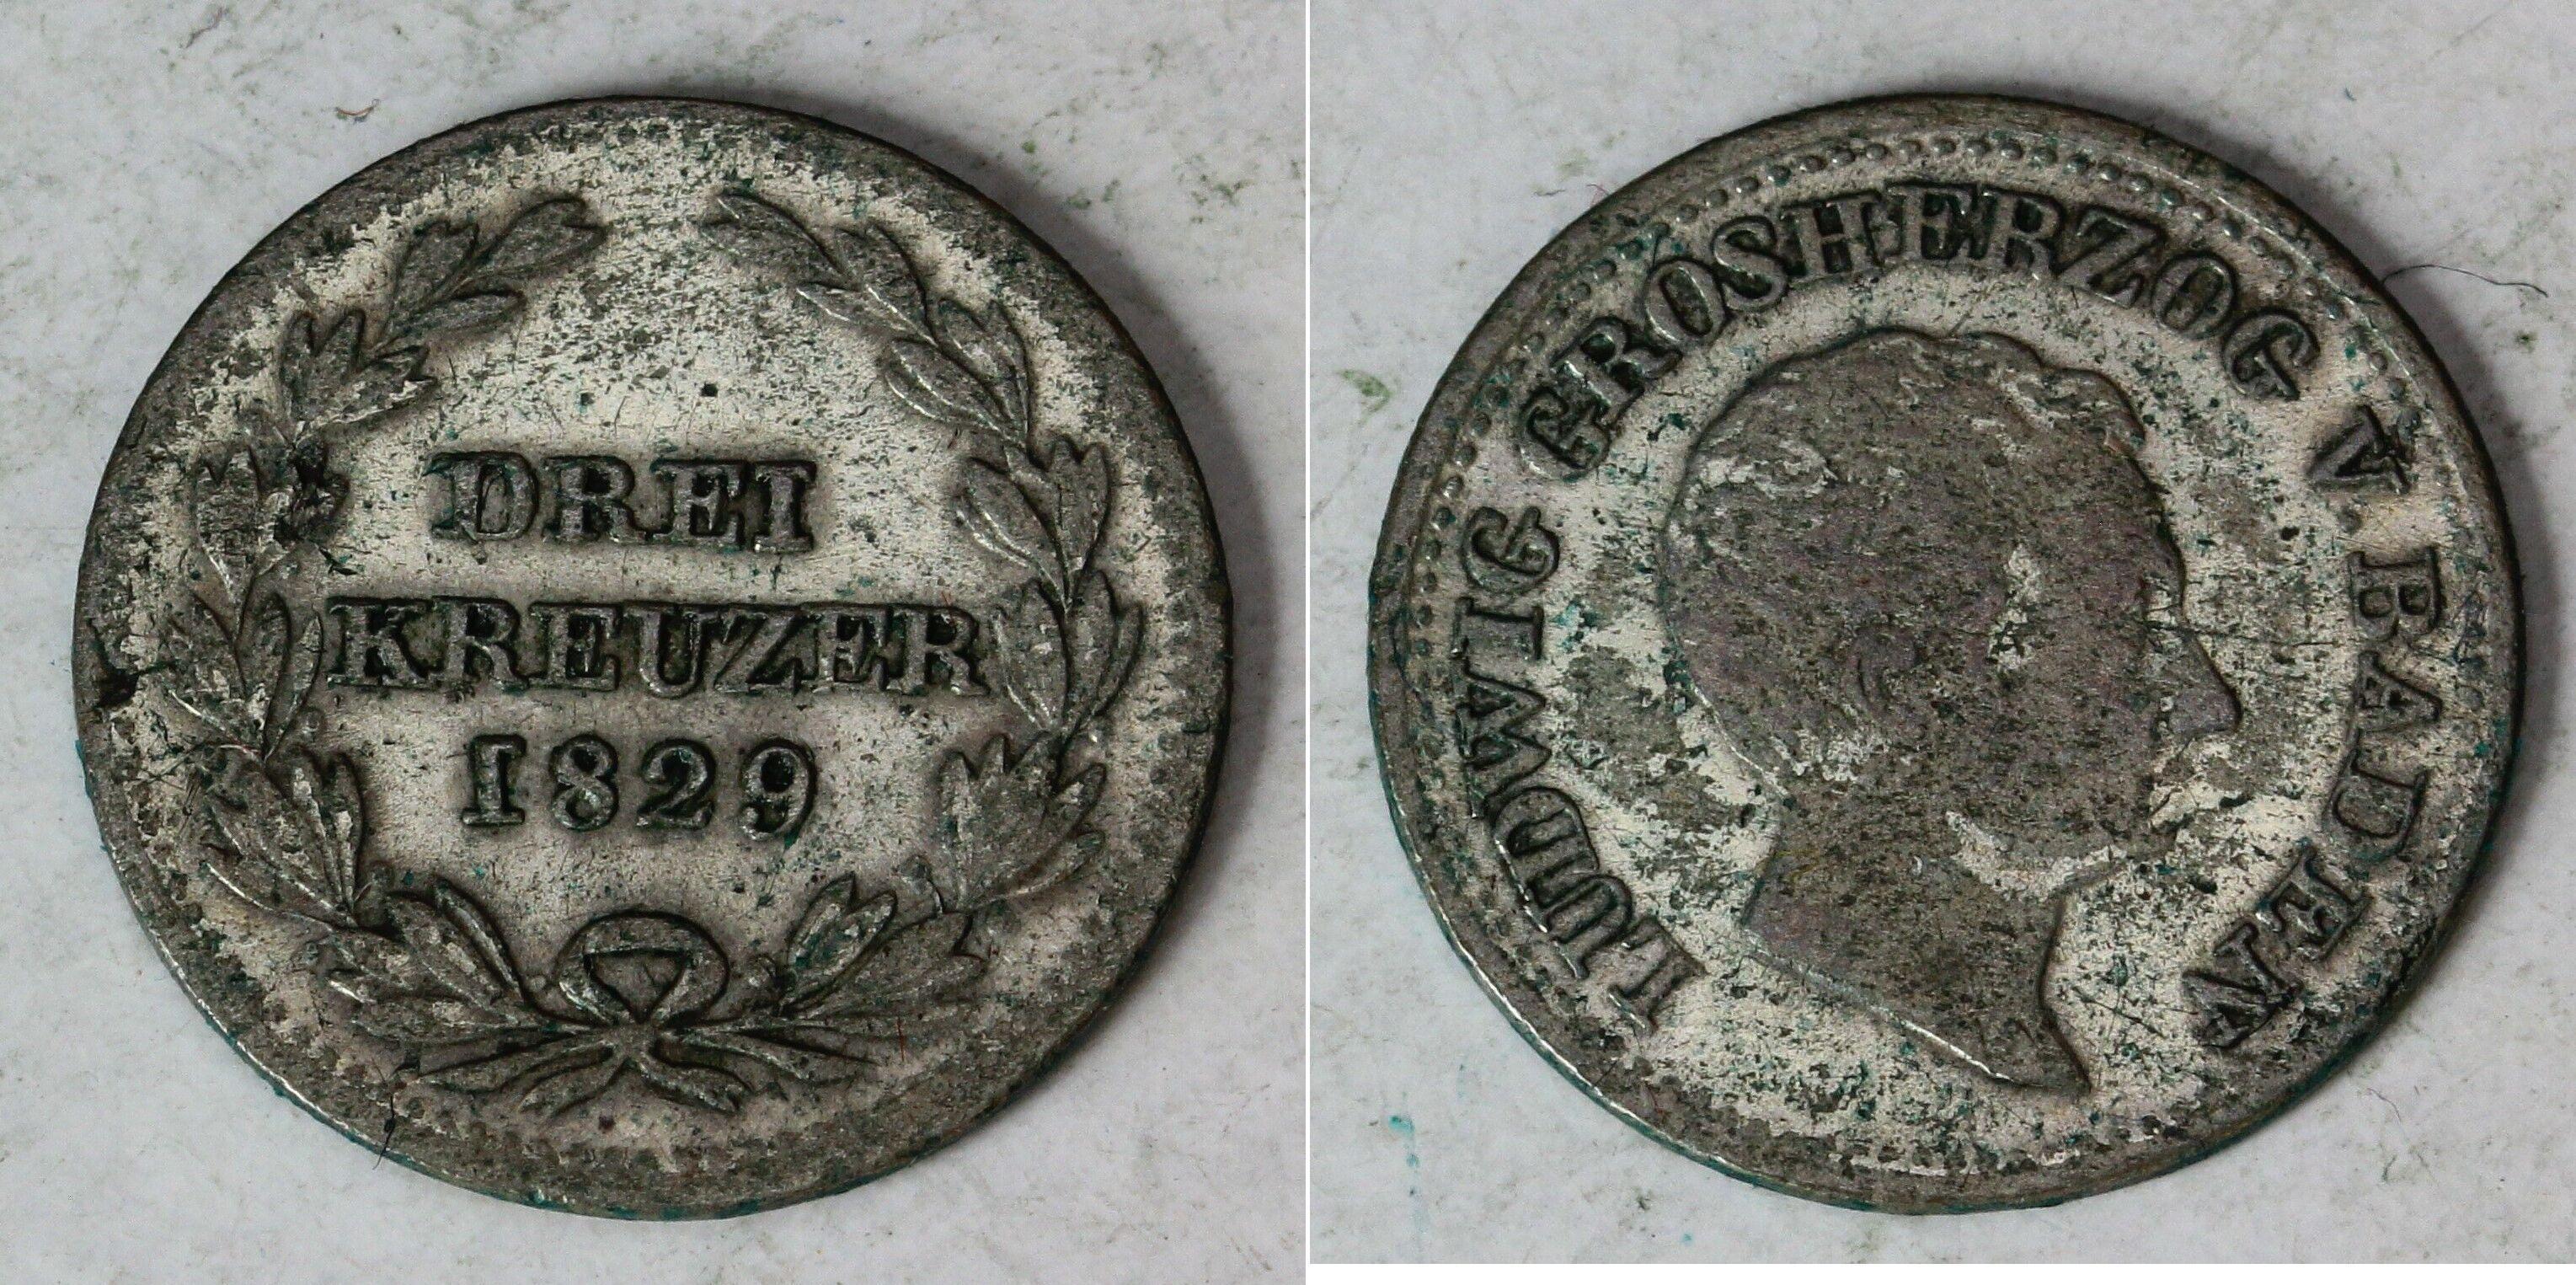 DREI
KREUZER
1829
LUDWIG GROSHERZOG V. BADEN